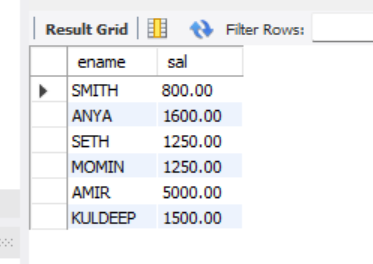 Result Grid Filter Rows:
ename sal
SMITH 800.00
ANYA 1600.00
SETH 1250.00
MOMIN 1250.00
AMIR 5000.00
KULDEEP 1500.00